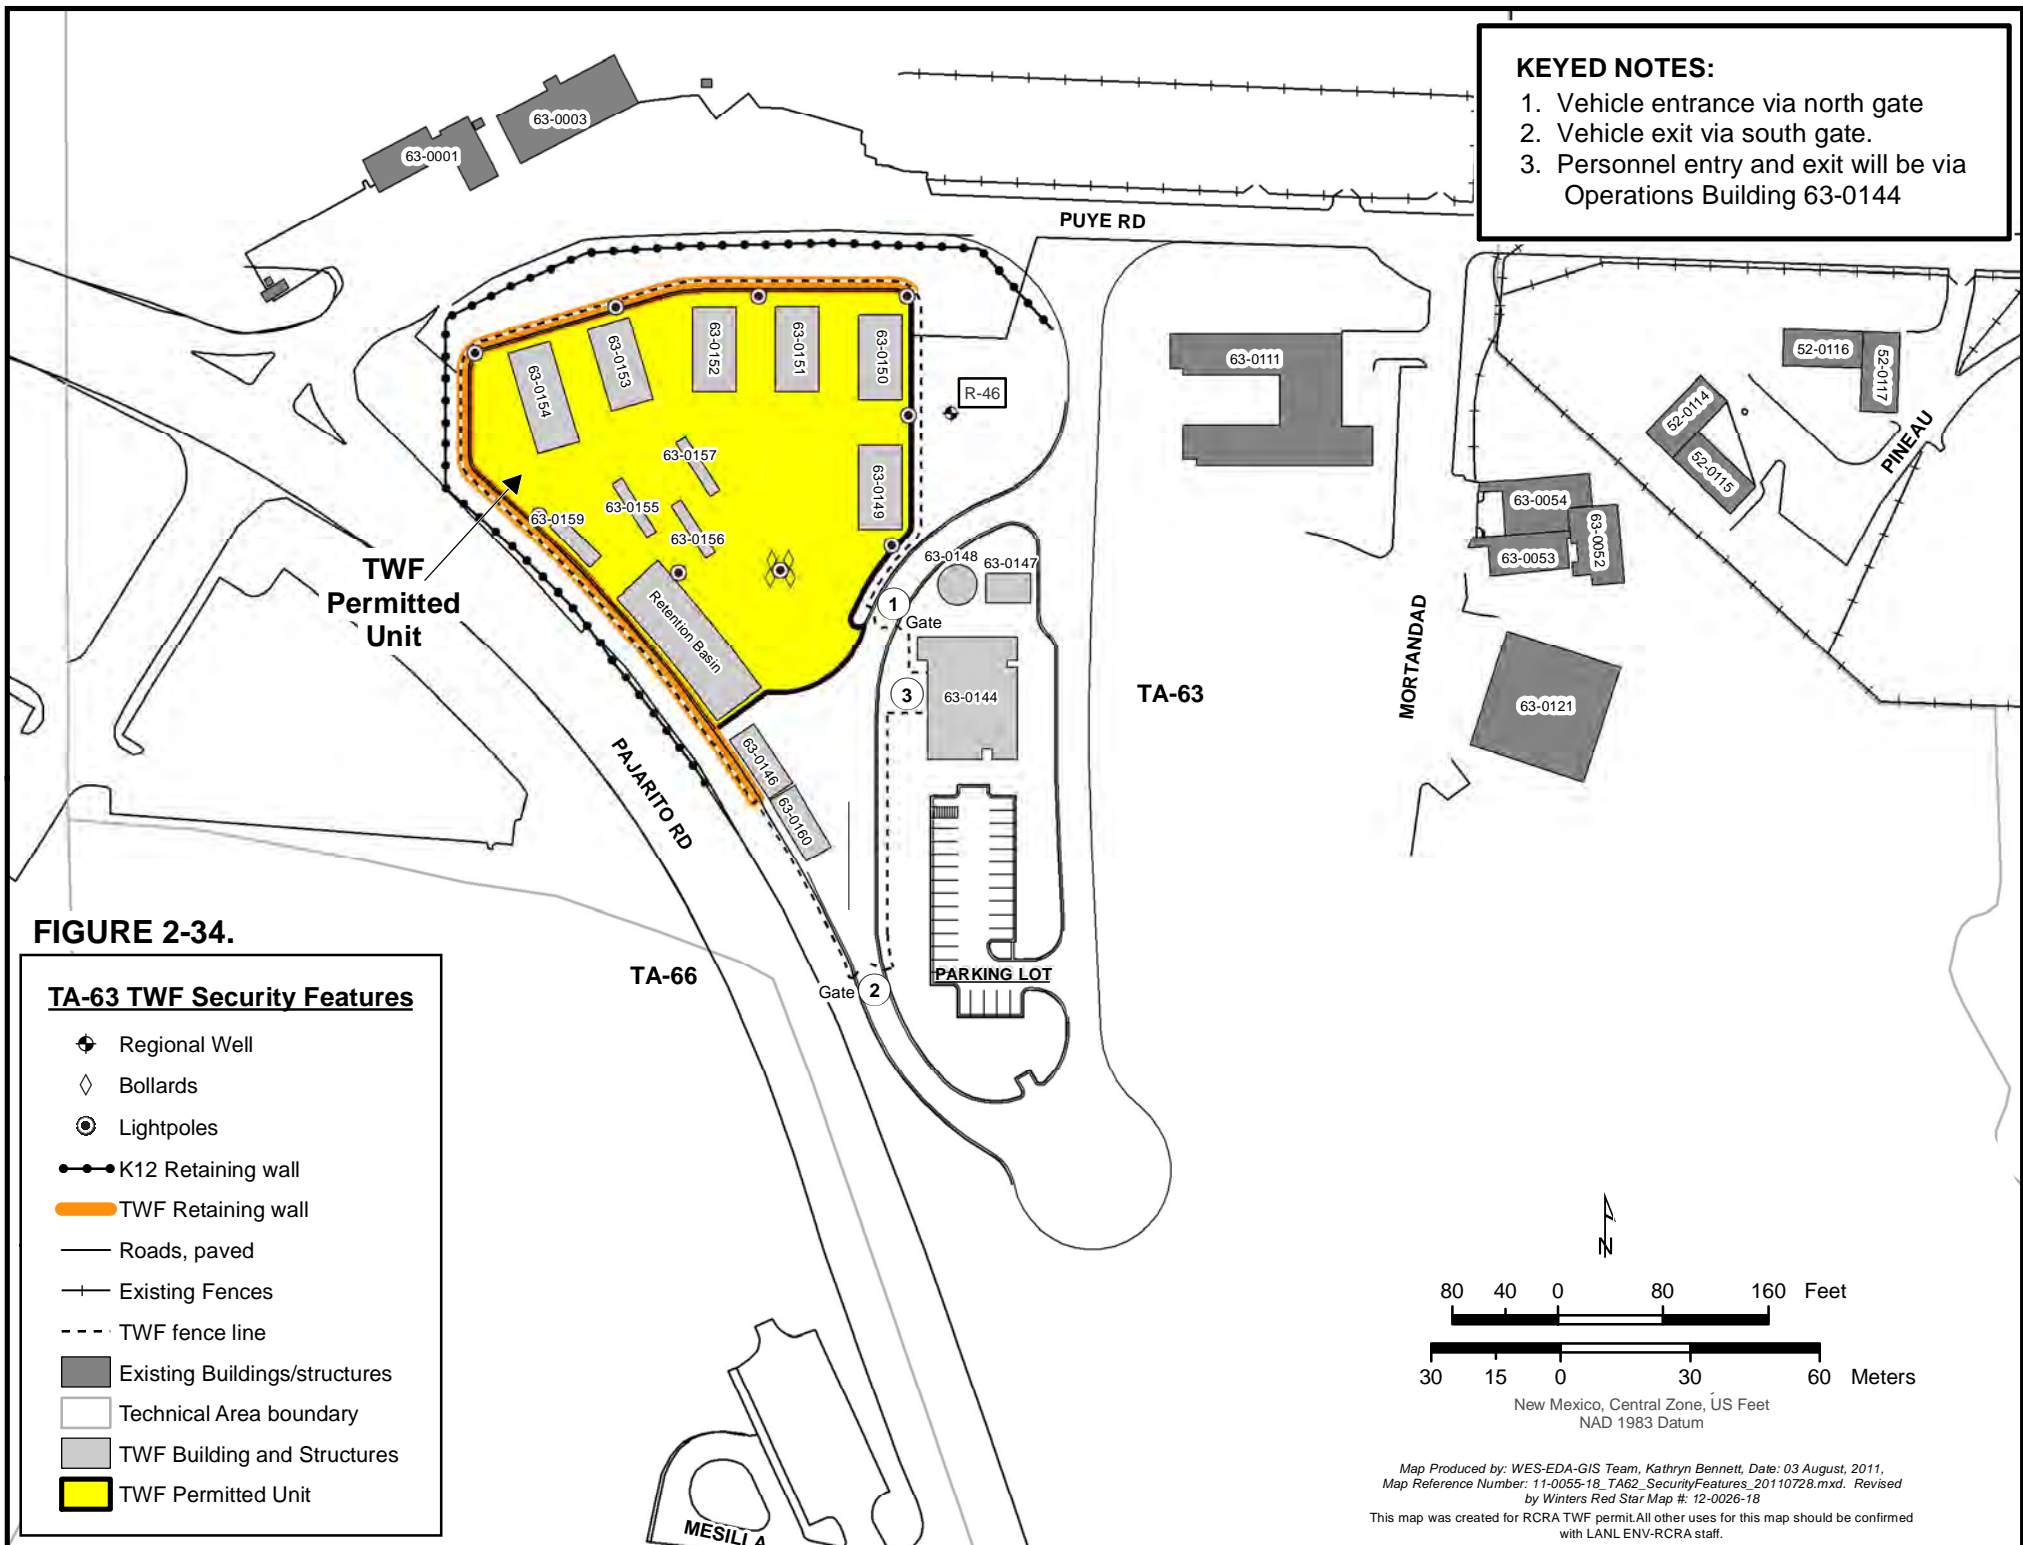 KEYED NOTES:
1. Vehicle entrance via north gate
2. Vehicle exit via south gate.
3. Personnel entry and exit will be via
Operations Building 63-0144
63-0003
63-0001
PUYE RD
63-0154
63-0153
63-0152
63-0151
63-0150
R-46
63-0111
52-0116
52-0117
52-0114
52-0115
PINEAU
63-0157
63-0155
63-0156
63-0159
63-0149
63-0054
63-0053
63-0052
63-0148
63-0147
TWF
Permitted
Unit
Retention Basin
1
Gate
3
63-0144
TA-63
MORTANDAD
63-0121
63-0146
63-0160
PAJARITO RD
TA-66
Gate
2
PARKING LOT
FIGURE 2-34.
TA-63 TWF Security Features
Regional Well
Bollards
Lightpoles
K12 Retaining wall
TWF Retaining wall
Roads, paved
Existing Fences
TWF fence line
Existing Buildings/structures
Technical Area boundary
TWF Building and Structures
TWF Permitted Unit
MESILLA
N
80 40 0 80 160 Feet
30 15 0 30 60 Meters
New Mexico, Central Zone, US Feet
NAD 1983 Datum
Map Produced by: WES-EDA-GIS Team, Kathryn Bennett, Date: 03 August, 2011,
Map Reference Number: 11-0055-18_TA62_SecurityFeatures_20110728.mxd. Revised
by Winters Red Star Map #: 12-0026-18
This map was created for RCRA TWF permit.All other uses for this map should be confirmed
with LANL ENV-RCRA staff.